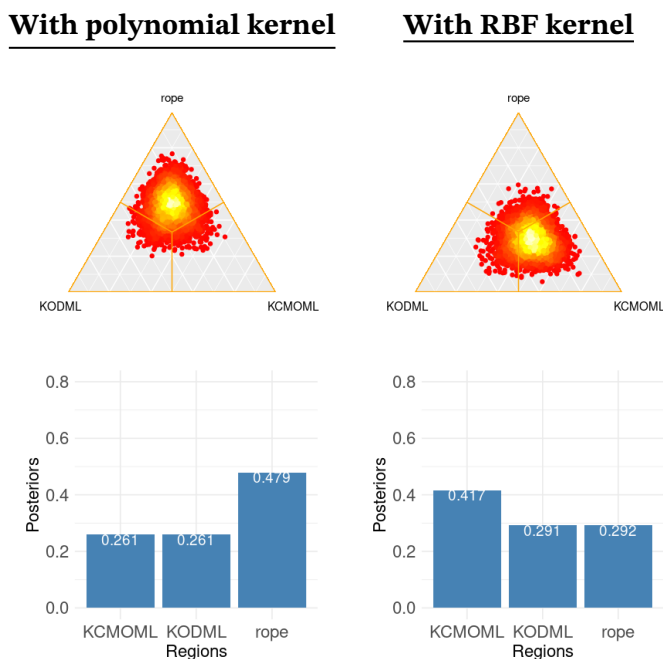 With polynomial kernel
With RBF kernel
rope
KODML
KCMOML
rope
KODML
KCMOML
Posteriors
0.8
0.6
0.4
0.2
0.0
0.261
0.261
0.479
KCMOML
KODML
rope
Regions
Posteriors
0.8
0.6
0.4
0.2
0.0
0.417
0.291
0.292
KCMOML
KODML
rope
Regions